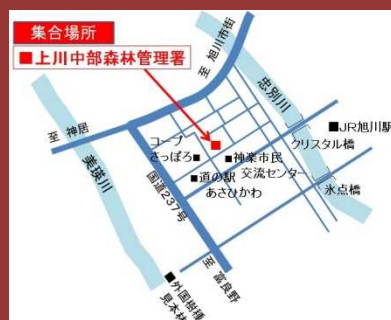 集合場所
■上川中部森林管理署
至 旭川市街
忠別川
■JR旭川駅
クリスタル橋
至 神居
コープ
さっぽろ■
■神楽市民
交流センター
■道の駅
あさひかわ
氷点橋
美瑛川
国道237号
至 富良野
■外国樹種
見本林